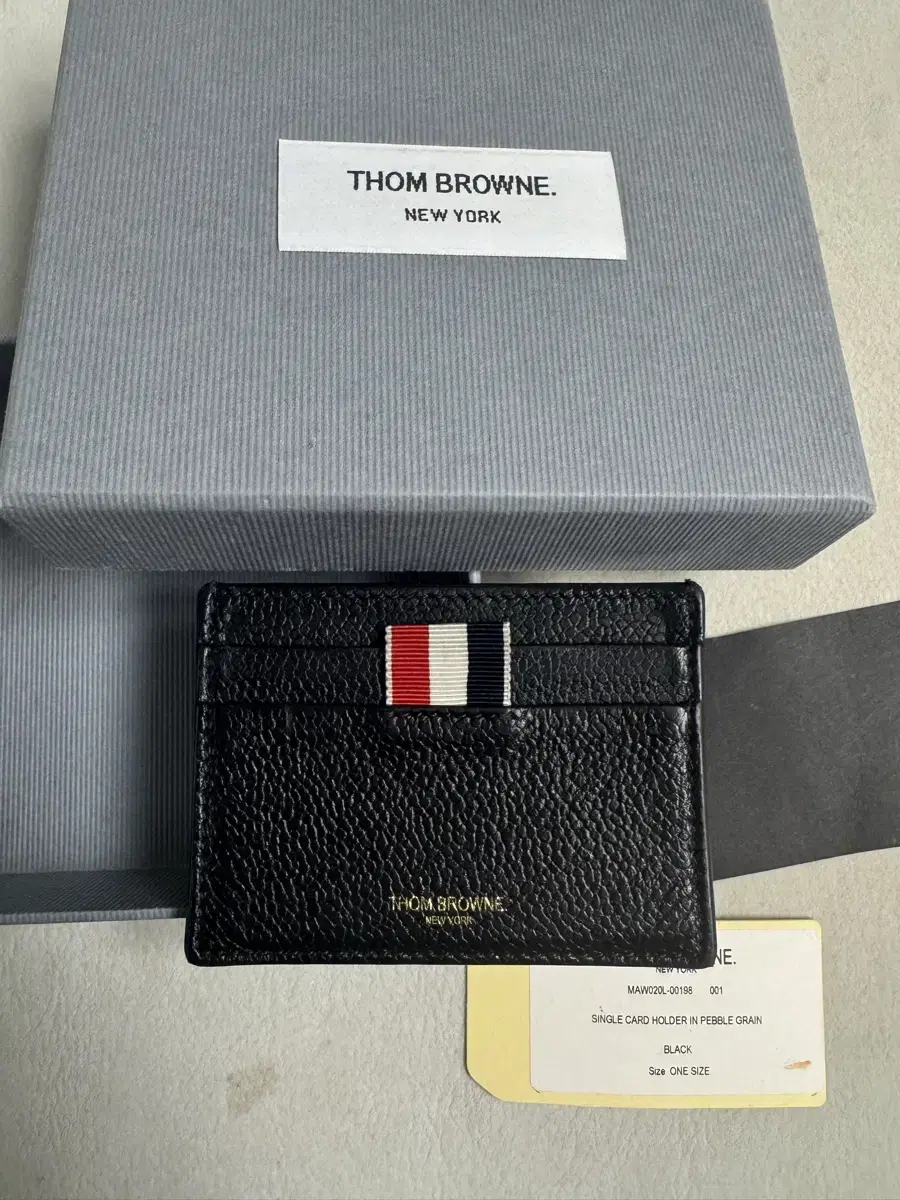 THOM BROWNE.
NEW YORK
THOM BROWNE.
NEW YORK
NE.
NEW YORK
MAW020L-00198 001
SINGLE CARD HOLDER IN PEBBLE GRAIN
BLACK
Size ONE SIZE